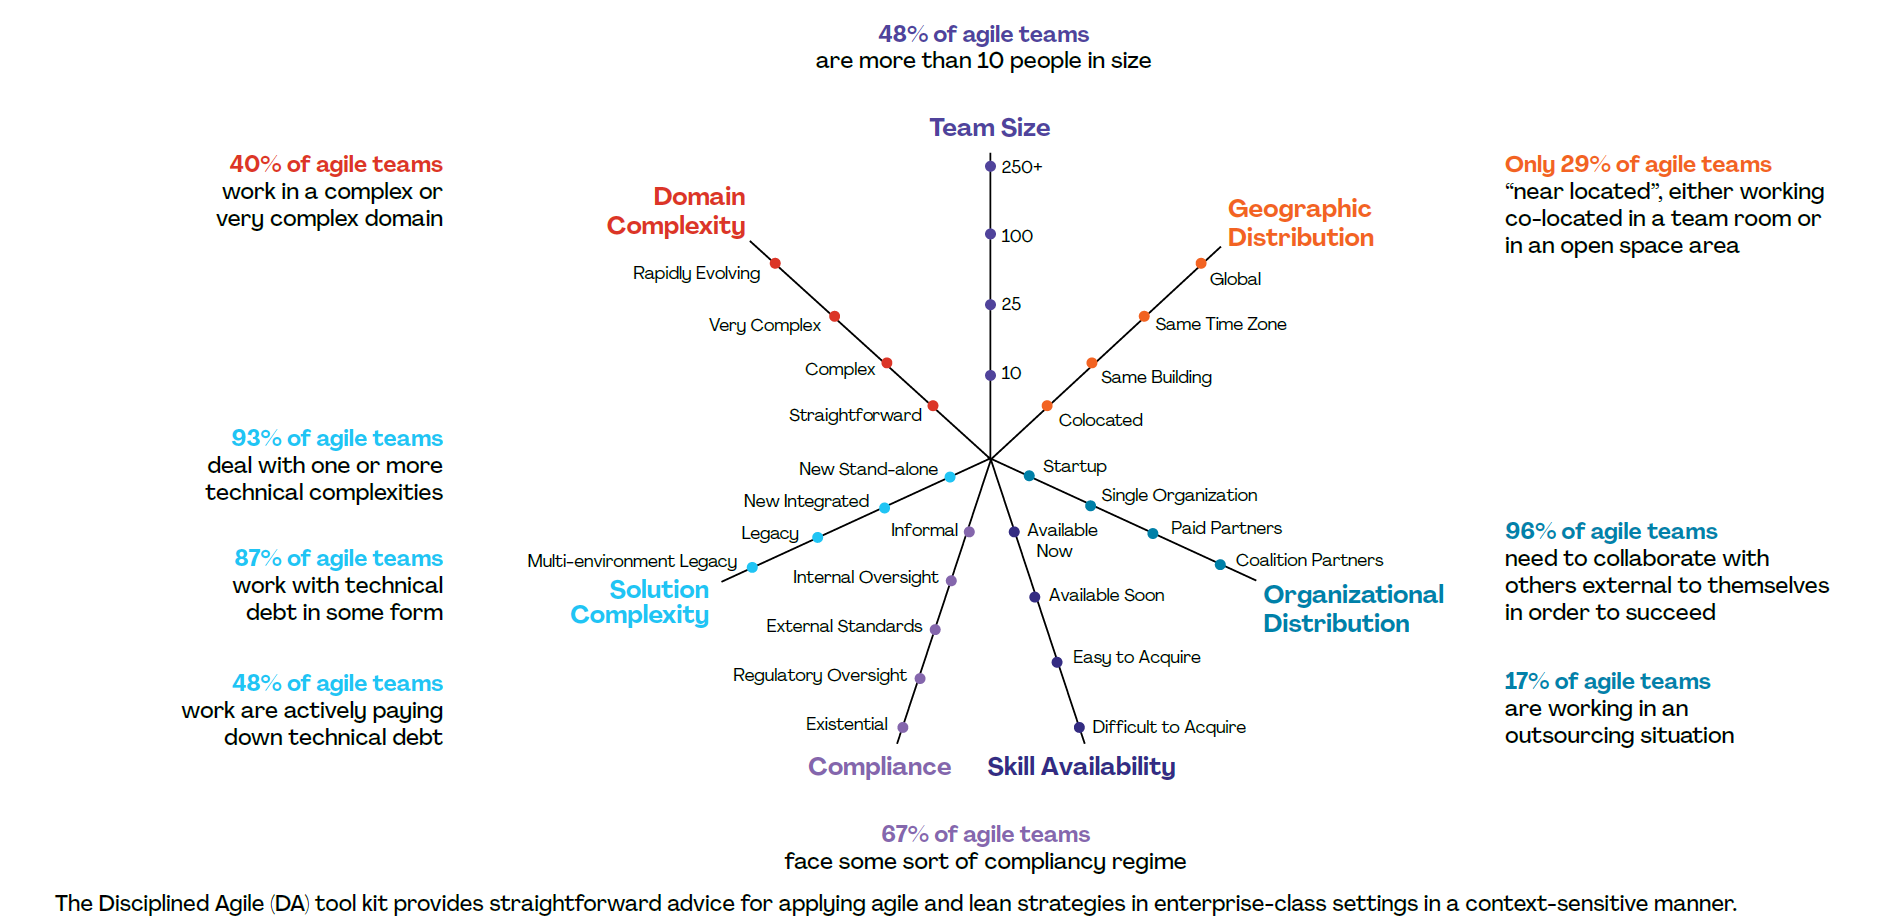 48% of agile teams
are more than 10 people in size
Team Size
250+
100
25
10
40% of agile teams
work in a complex or
very complex domain
Domain
Complexity
Rapidly Evolving
Very Complex
Complex
Straightforward
Only 29% of agile teams
“near located”, either working
co-located in a team room or
in an open space area
Geographic
Distribution
Global
Same Time Zone
Same Building
Colocated
93% of agile teams
deal with one or more
technical complexities
87% of agile teams
work with technical
debt in some form
48% of agile teams
work are actively paying
down technical debt
New Stand-alone
New Integrated
Legacy
Multi-environment Legacy
Solution
Complexity
Informal
Internal Oversight
External Standards
Regulatory Oversight
Existential
Compliance
Available
Now
Available Soon
Easy to Acquire
Difficult to Acquire
Skill Availability
Startup
Single Organization
Paid Partners
Coalition Partners
Organizational
Distribution
96% of agile teams
need to collaborate with
others external to themselves
in order to succeed
17% of agile teams
are working in an
outsourcing situation
67% of agile teams
face some sort of compliancy regime
The Disciplined Agile (DA) tool kit provides straightforward advice for applying agile and lean strategies in enterprise-class settings in a context-sensitive manner.